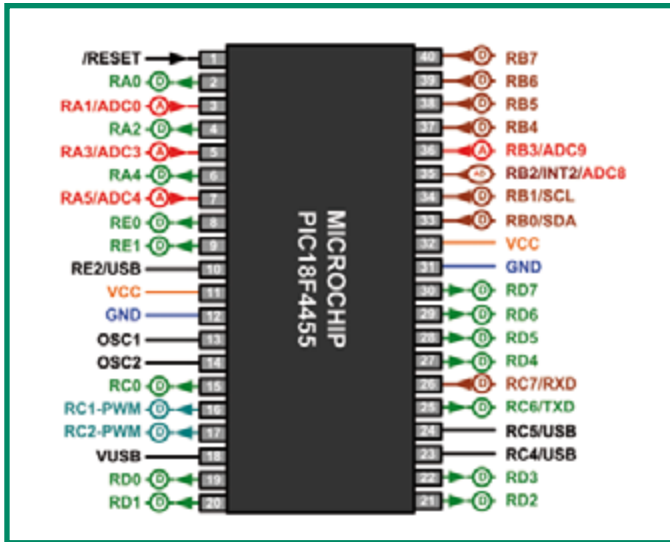 /RESET 1 40 D RB7
RA0 D 2 39 D RB6
RA1/ADC0 A 3 38 D RB5
RA2 D 4 37 D RB4
RA3/ADC3 A 5 36 A RB3/ADC9
RA4 D 6 35 AD RB2/INT2/ADC8
RA5/ADC4 A 7 34 D RB1/SCL
RE0 D 8 33 D RB0/SDA
RE1 D 9 32 VCC
RE2/USB 10 31 GND
VCC 11 30 D RD7
GND 12 29 D RD6
OSC1 13 28 D RD5
OSC2 14 27 D RD4
RC0 D 15 26 D RC7/RXD
RC1-PWM D 16 25 D RC6/TXD
RC2-PWM D 17 24 RC5/USB
VUSB 18 23 RC4/USB
RD0 D 19 22 D RD3
RD1 D 20 21 D RD2
MICROCHIP
PIC18F4455